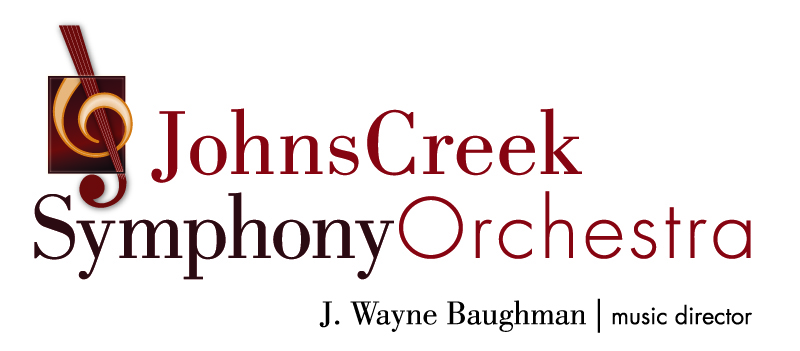 JohnsCreek
SymphonyOrchestra
J. Wayne Baughman | music director